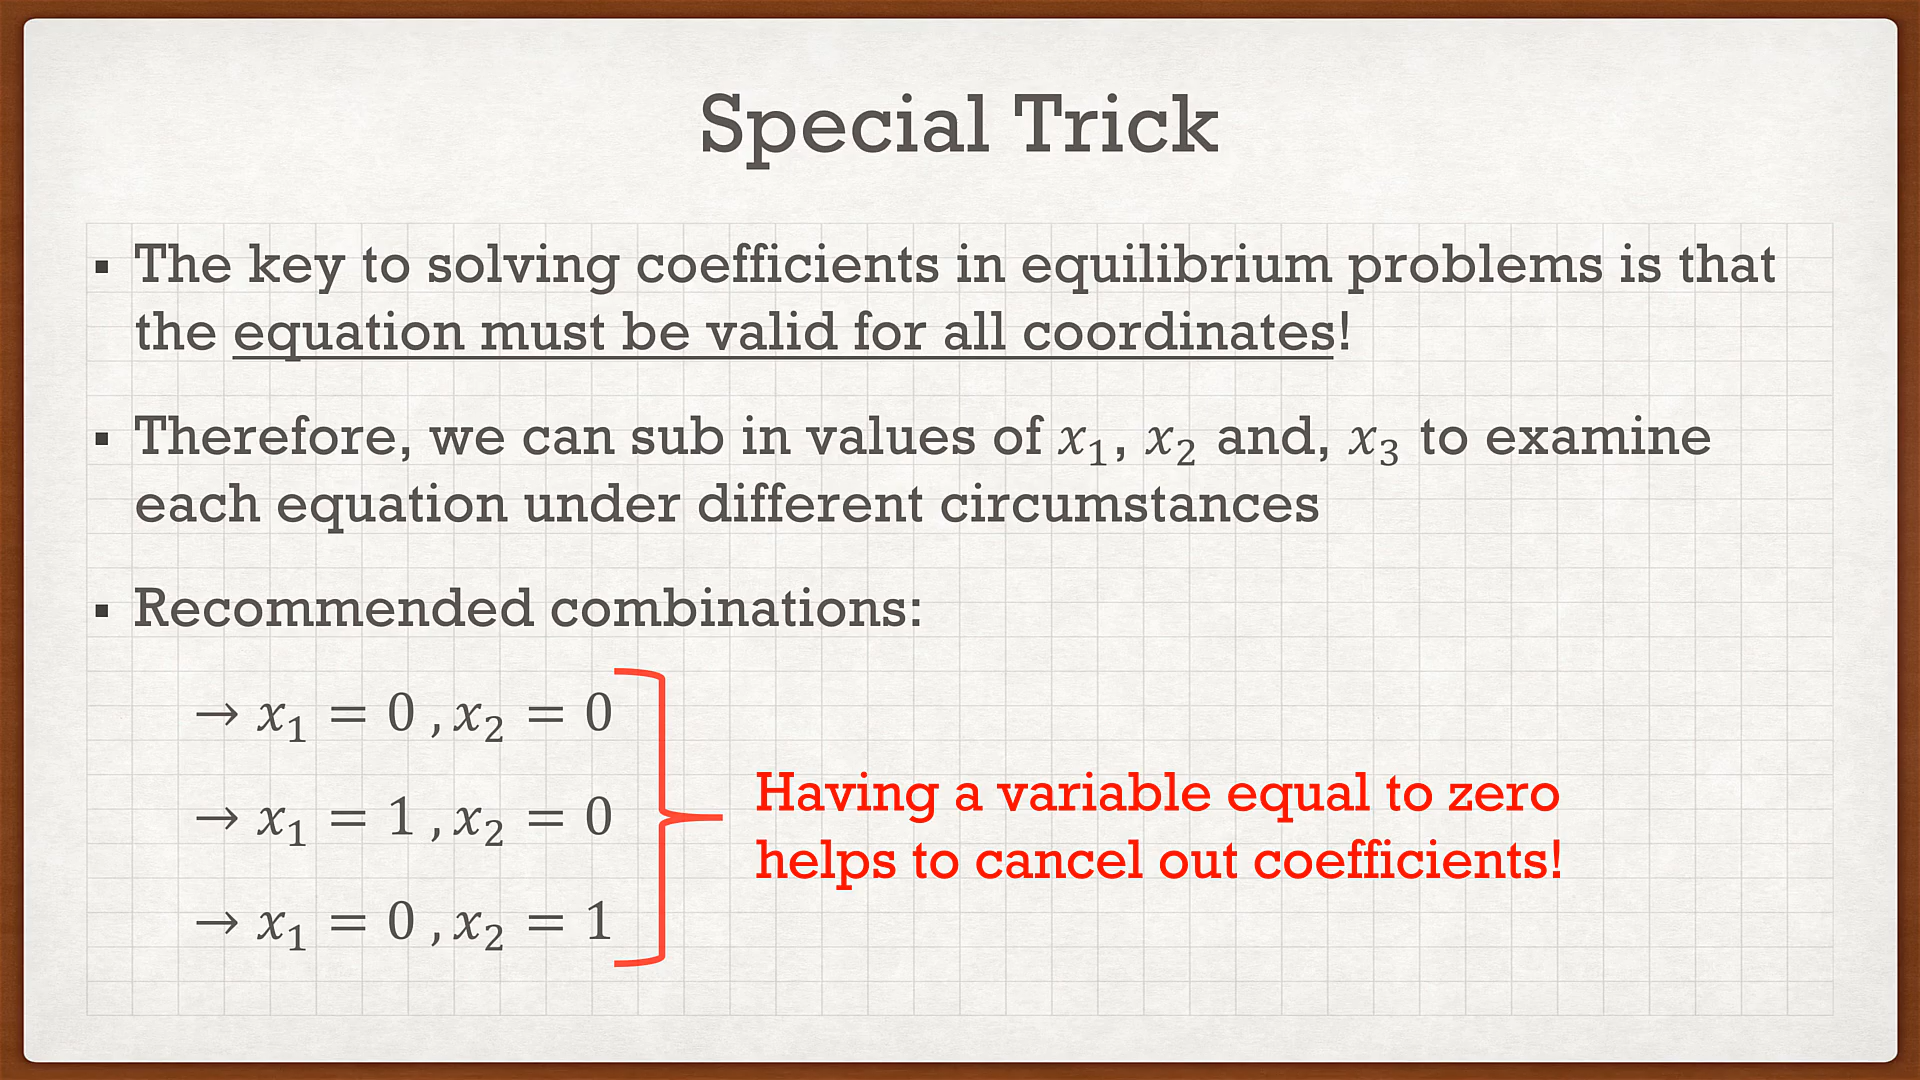 Special Trick
▪ The key to solving coefficients in equilibrium problems is that
the equation must be valid for all coordinates!
▪ Therefore, we can sub in values of x₁, x₂ and, x₃ to examine
each equation under different circumstances
▪ Recommended combinations:
→ x₁ = 0 , x₂ = 0
→ x₁ = 1 , x₂ = 0
→ x₁ = 0 , x₂ = 1
Having a variable equal to zero
helps to cancel out coefficients!